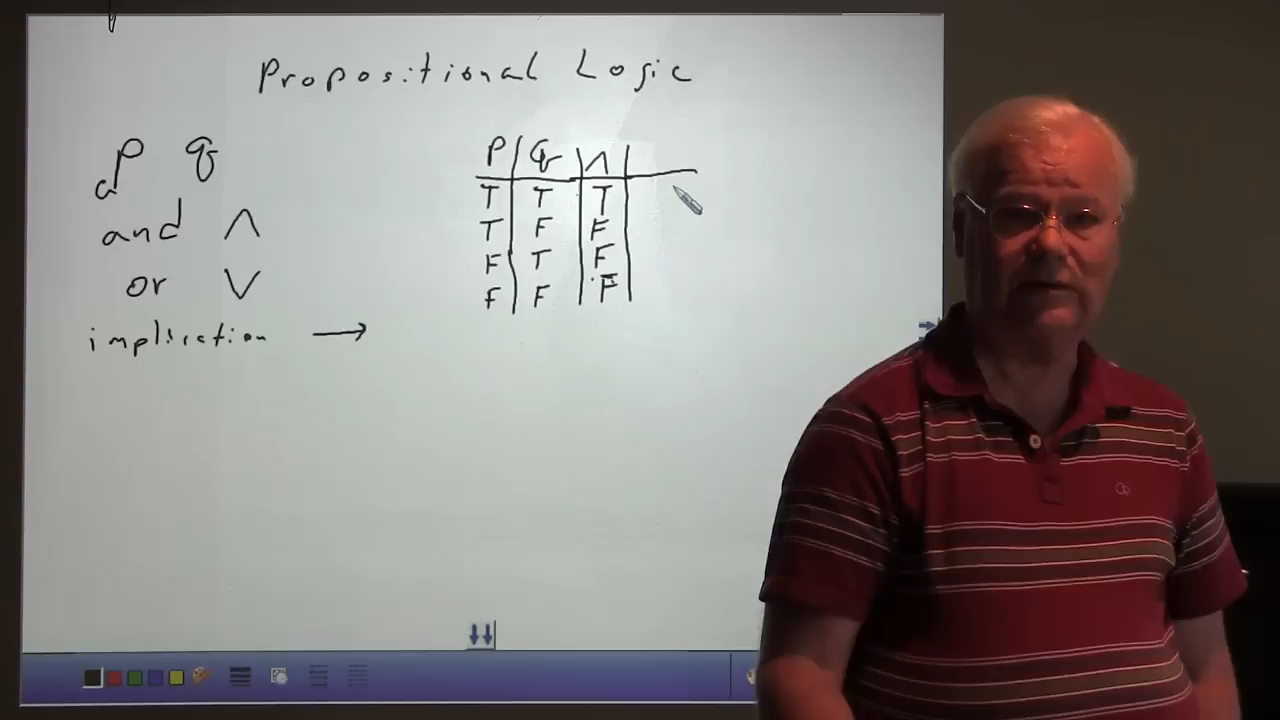 Propositional Logic
p q
and ∧
or ∨
implication →
P q ∧
T T T
T F F
F T F
F F F